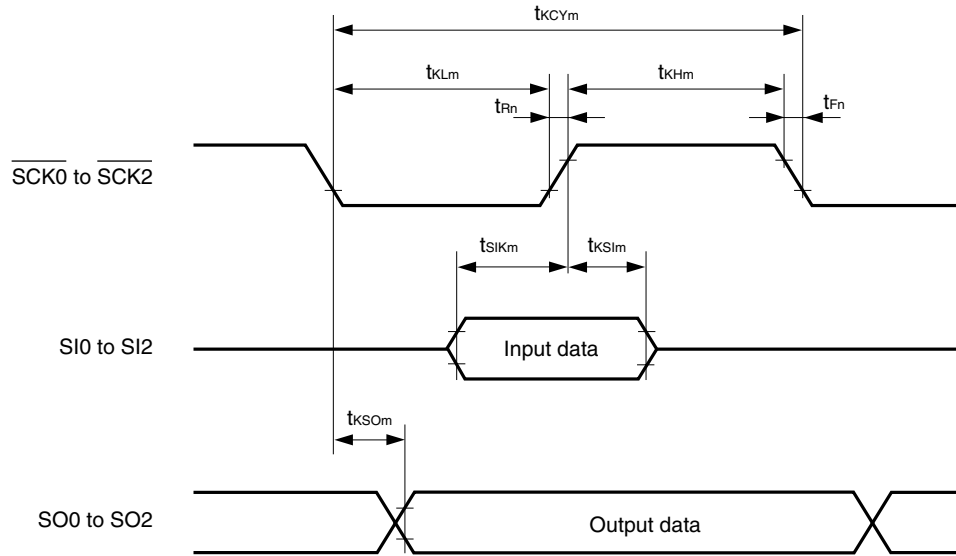 tKCYm
tKLm
tKHm
tRn
tFn
SCK0 to SCK2
tSIKm
tKSIm
SI0 to SI2
Input data
tKSOm
SO0 to SO2
Output data